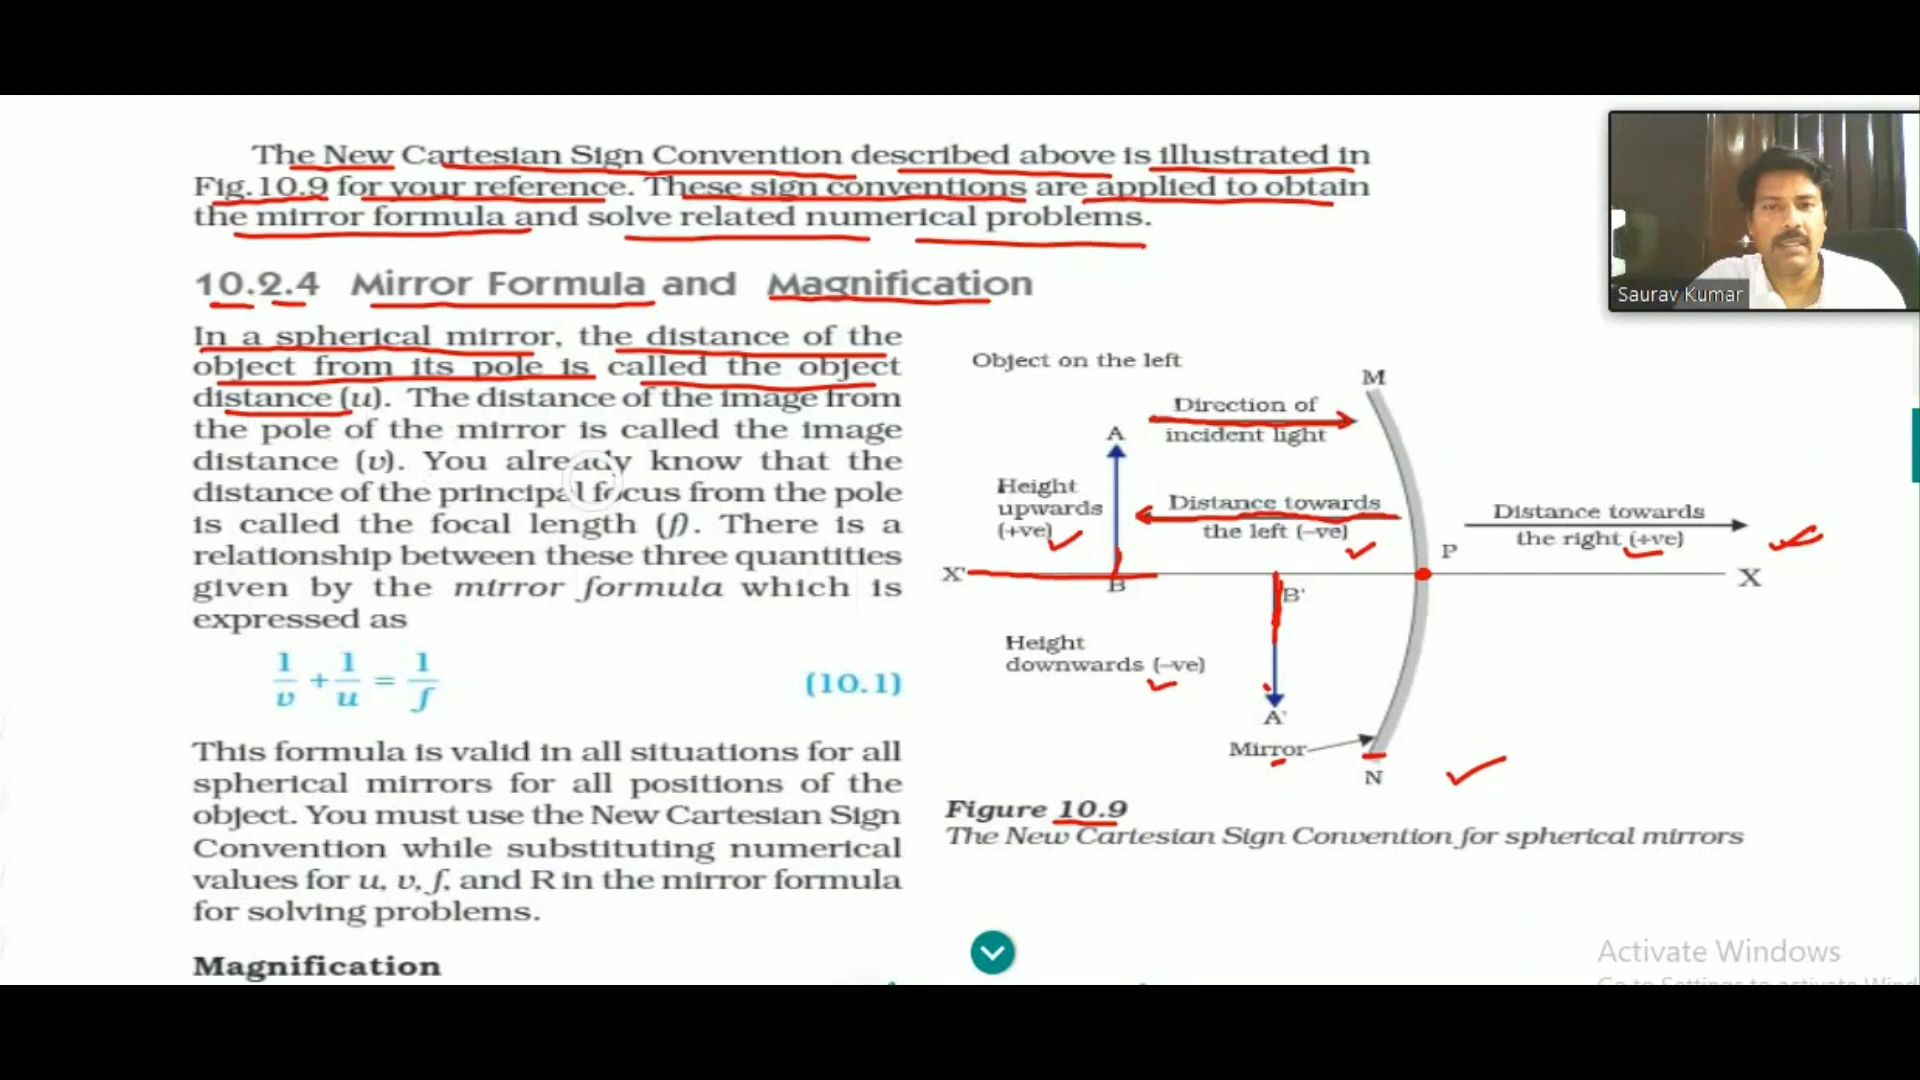 The New Cartesian Sign Convention described above is illustrated in
Fig.10.9 for your reference. These sign conventions are applied to obtain
the mirror formula and solve related numerical problems.
10.2.4 Mirror Formula and Magnification
In a spherical mirror, the distance of the
object from its pole is called the object
distance (u). The distance of the image from
the pole of the mirror is called the image
distance (v). You already know that the
distance of the principal focus from the pole
is called the focal length (f). There is a
relationship between these three quantities
given by the mirror formula which is
expressed as
1/v + 1/u = 1/f (10.1)
This formula is valid in all situations for all
spherical mirrors for all positions of the
object. You must use the New Cartesian Sign
Convention while substituting numerical
values for u, v, f, and R in the mirror formula
for solving problems.
Magnification
Object on the left
M
Direction of
incident light
A
Height
upwards
(+ve)
Distance towards
the left (–ve)
Distance towards
the right (+ve)
P
X'
B
B'
X
Height
downwards (–ve)
A'
Mirror
N
Figure 10.9
The New Cartesian Sign Convention for spherical mirrors
Saurav Kumar
Activate Windows
Go to Settings to activate Wind